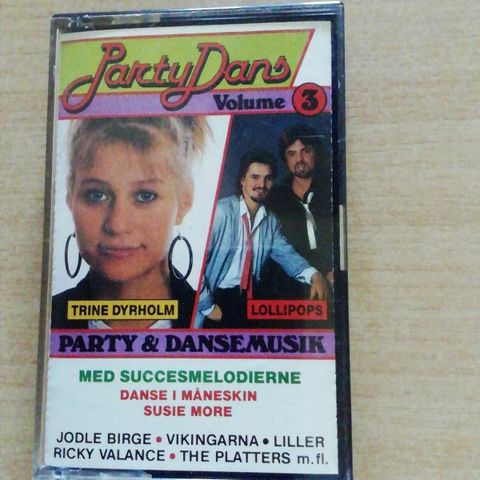 Party Dans
Volume 3
TRINE DYRHOLM
LOLLIPOPS
PARTY & DANSEMUSIK
MED SUCCESMELODIERNE
DANSE I MÅNESKIN
SUSIE MORE
JODLE BIRGE • VIKINGARNA • LILLER
RICKY VALANCE • THE PLATTERS m.fl.